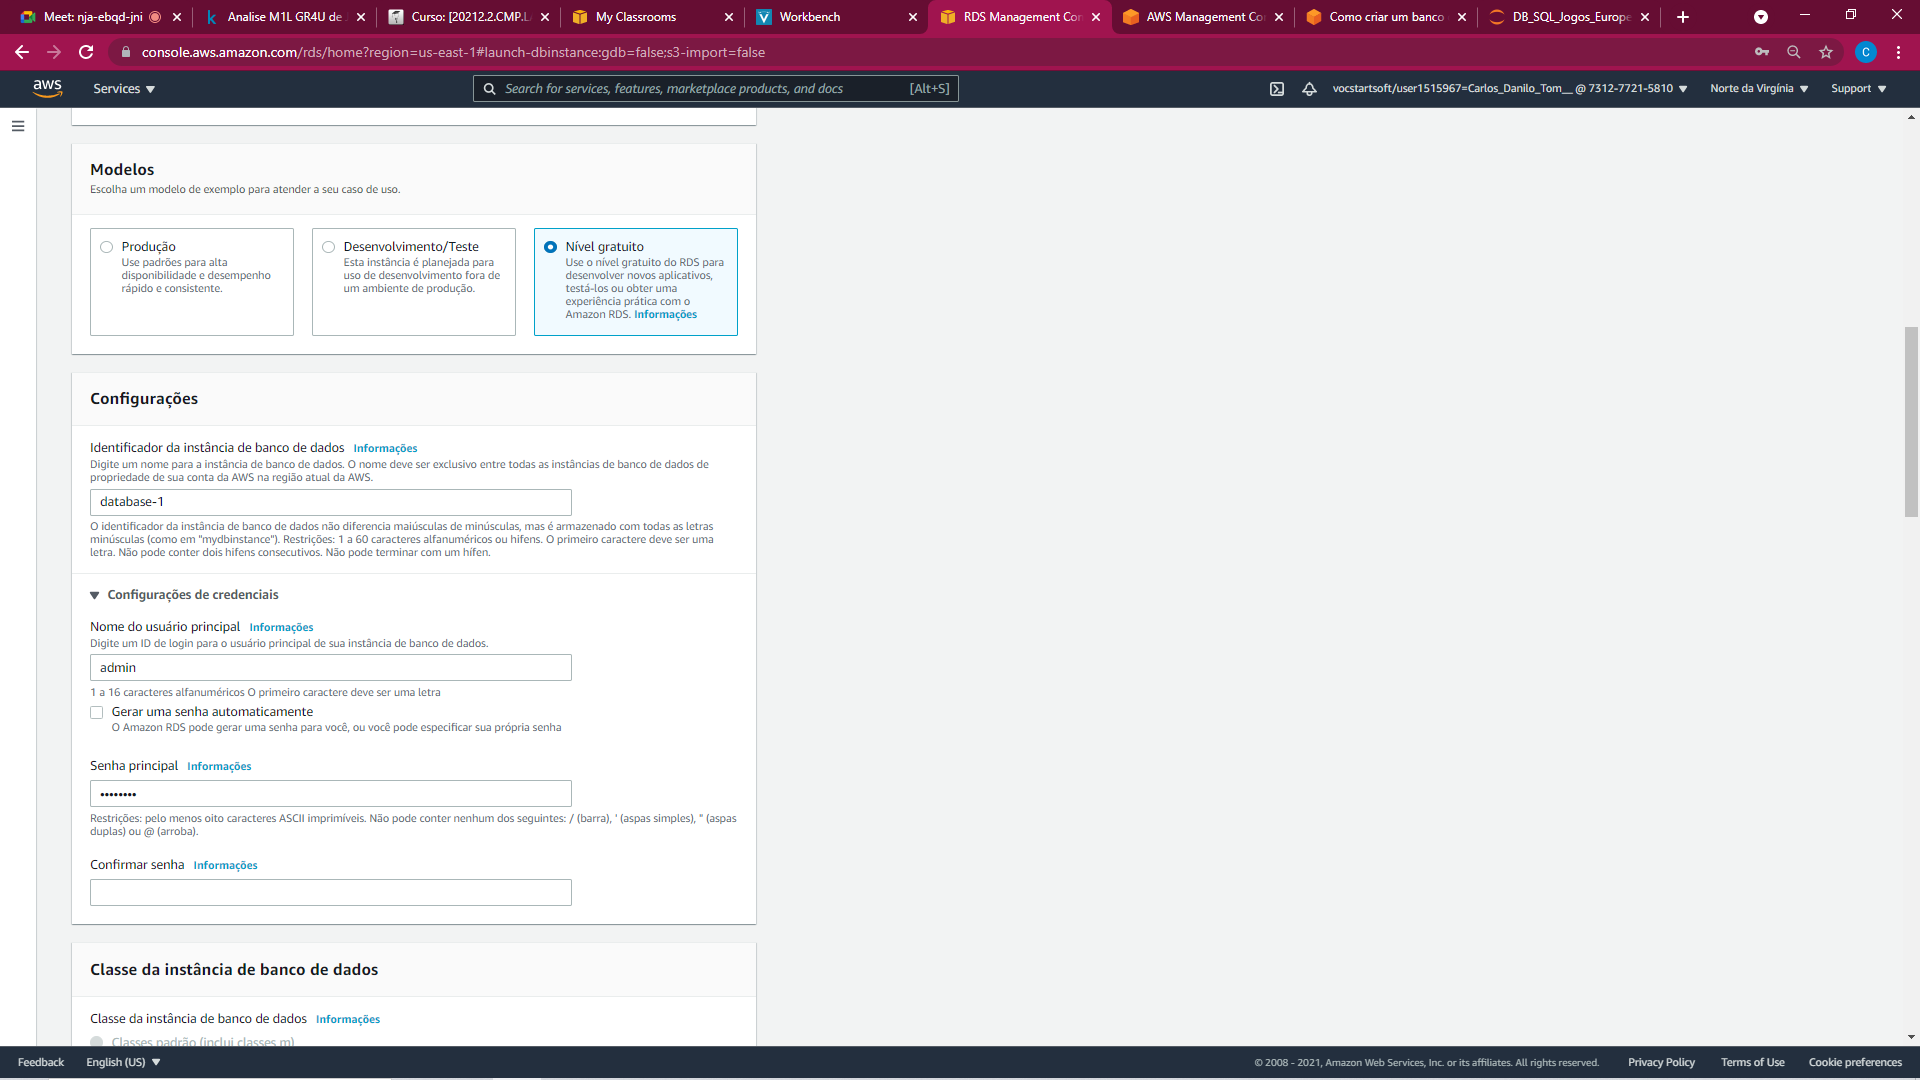 Meet: nja-ebqd-jni
Analise M1L GR4U de
Curso: [20212.2.CMP.L
My Classrooms
Workbench
RDS Management Con
AWS Management Co
Como criar um banco
DB_SQL_Jogos_Europe
console.aws.amazon.com/rds/home?region=us-east-1#launch-dbinstance:gdb=false;s3-import=false
C
aws
Services
Search for services, features, marketplace products, and docs
[Alt+S]
vocstartsoft/user1515967=Carlos_Danilo_Tom__ @ 7312-7721-5810
Norte da Virgínia
Support
Modelos
Escolha um modelo de exemplo para atender a seu caso de uso.
Produção
Use padrões para alta
disponibilidade e desempenho
rápido e consistente.
Desenvolvimento/Teste
Esta instância é planejada para
uso de desenvolvimento fora de
um ambiente de produção.
Nível gratuito
Use o nível gratuito do RDS para
desenvolver novos aplicativos,
testá-los ou obter uma
experiência prática com o
Amazon RDS. Informações
Configurações
Identificador da instância de banco de dados Informações
Digite um nome para a instância de banco de dados. O nome deve ser exclusivo entre todas as instâncias de banco de dados de
propriedade de sua conta da AWS na região atual da AWS.
database-1
O identificador da instância de banco de dados não diferencia maiúsculas de minúsculas, mas é armazenado com todas as letras
minúsculas (como em "mydbinstance"). Restrições: 1 a 60 caracteres alfanuméricos ou hifens. O primeiro caractere deve ser uma
letra. Não pode conter dois hifens consecutivos. Não pode terminar com um hífen.
Configurações de credenciais
Nome do usuário principal Informações
Digite um ID de login para o usuário principal de sua instância de banco de dados.
admin
1 a 16 caracteres alfanuméricos O primeiro caractere deve ser uma letra
Gerar uma senha automaticamente
O Amazon RDS pode gerar uma senha para você, ou você pode especificar sua própria senha
Senha principal Informações
••••••••
Restrições: pelo menos oito caracteres ASCII imprimíveis. Não pode conter nenhum dos seguintes: / (barra), ' (aspas simples), " (aspas
duplas) ou @ (arroba).
Confirmar senha Informações
Classe da instância de banco de dados
Classe da instância de banco de dados Informações
Classes padrão (inclui classes m)
Feedback
English (US)
© 2008 - 2021, Amazon Web Services, Inc. or its affiliates. All rights reserved.
Privacy Policy
Terms of Use
Cookie preferences